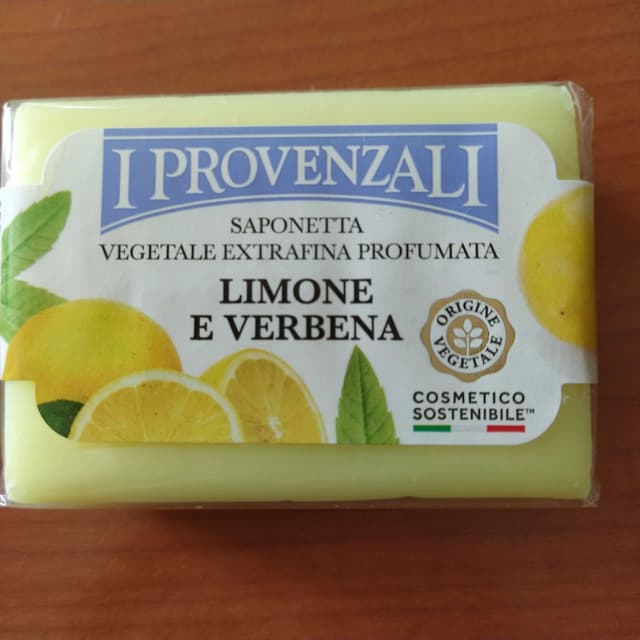 I PROVENZALI
SAPONETTA
VEGETALE EXTRAFINA PROFUMATA
LIMONE
E VERBENA
ORIGINE
VEGETALE
COSMETICO
SOSTENIBILE™